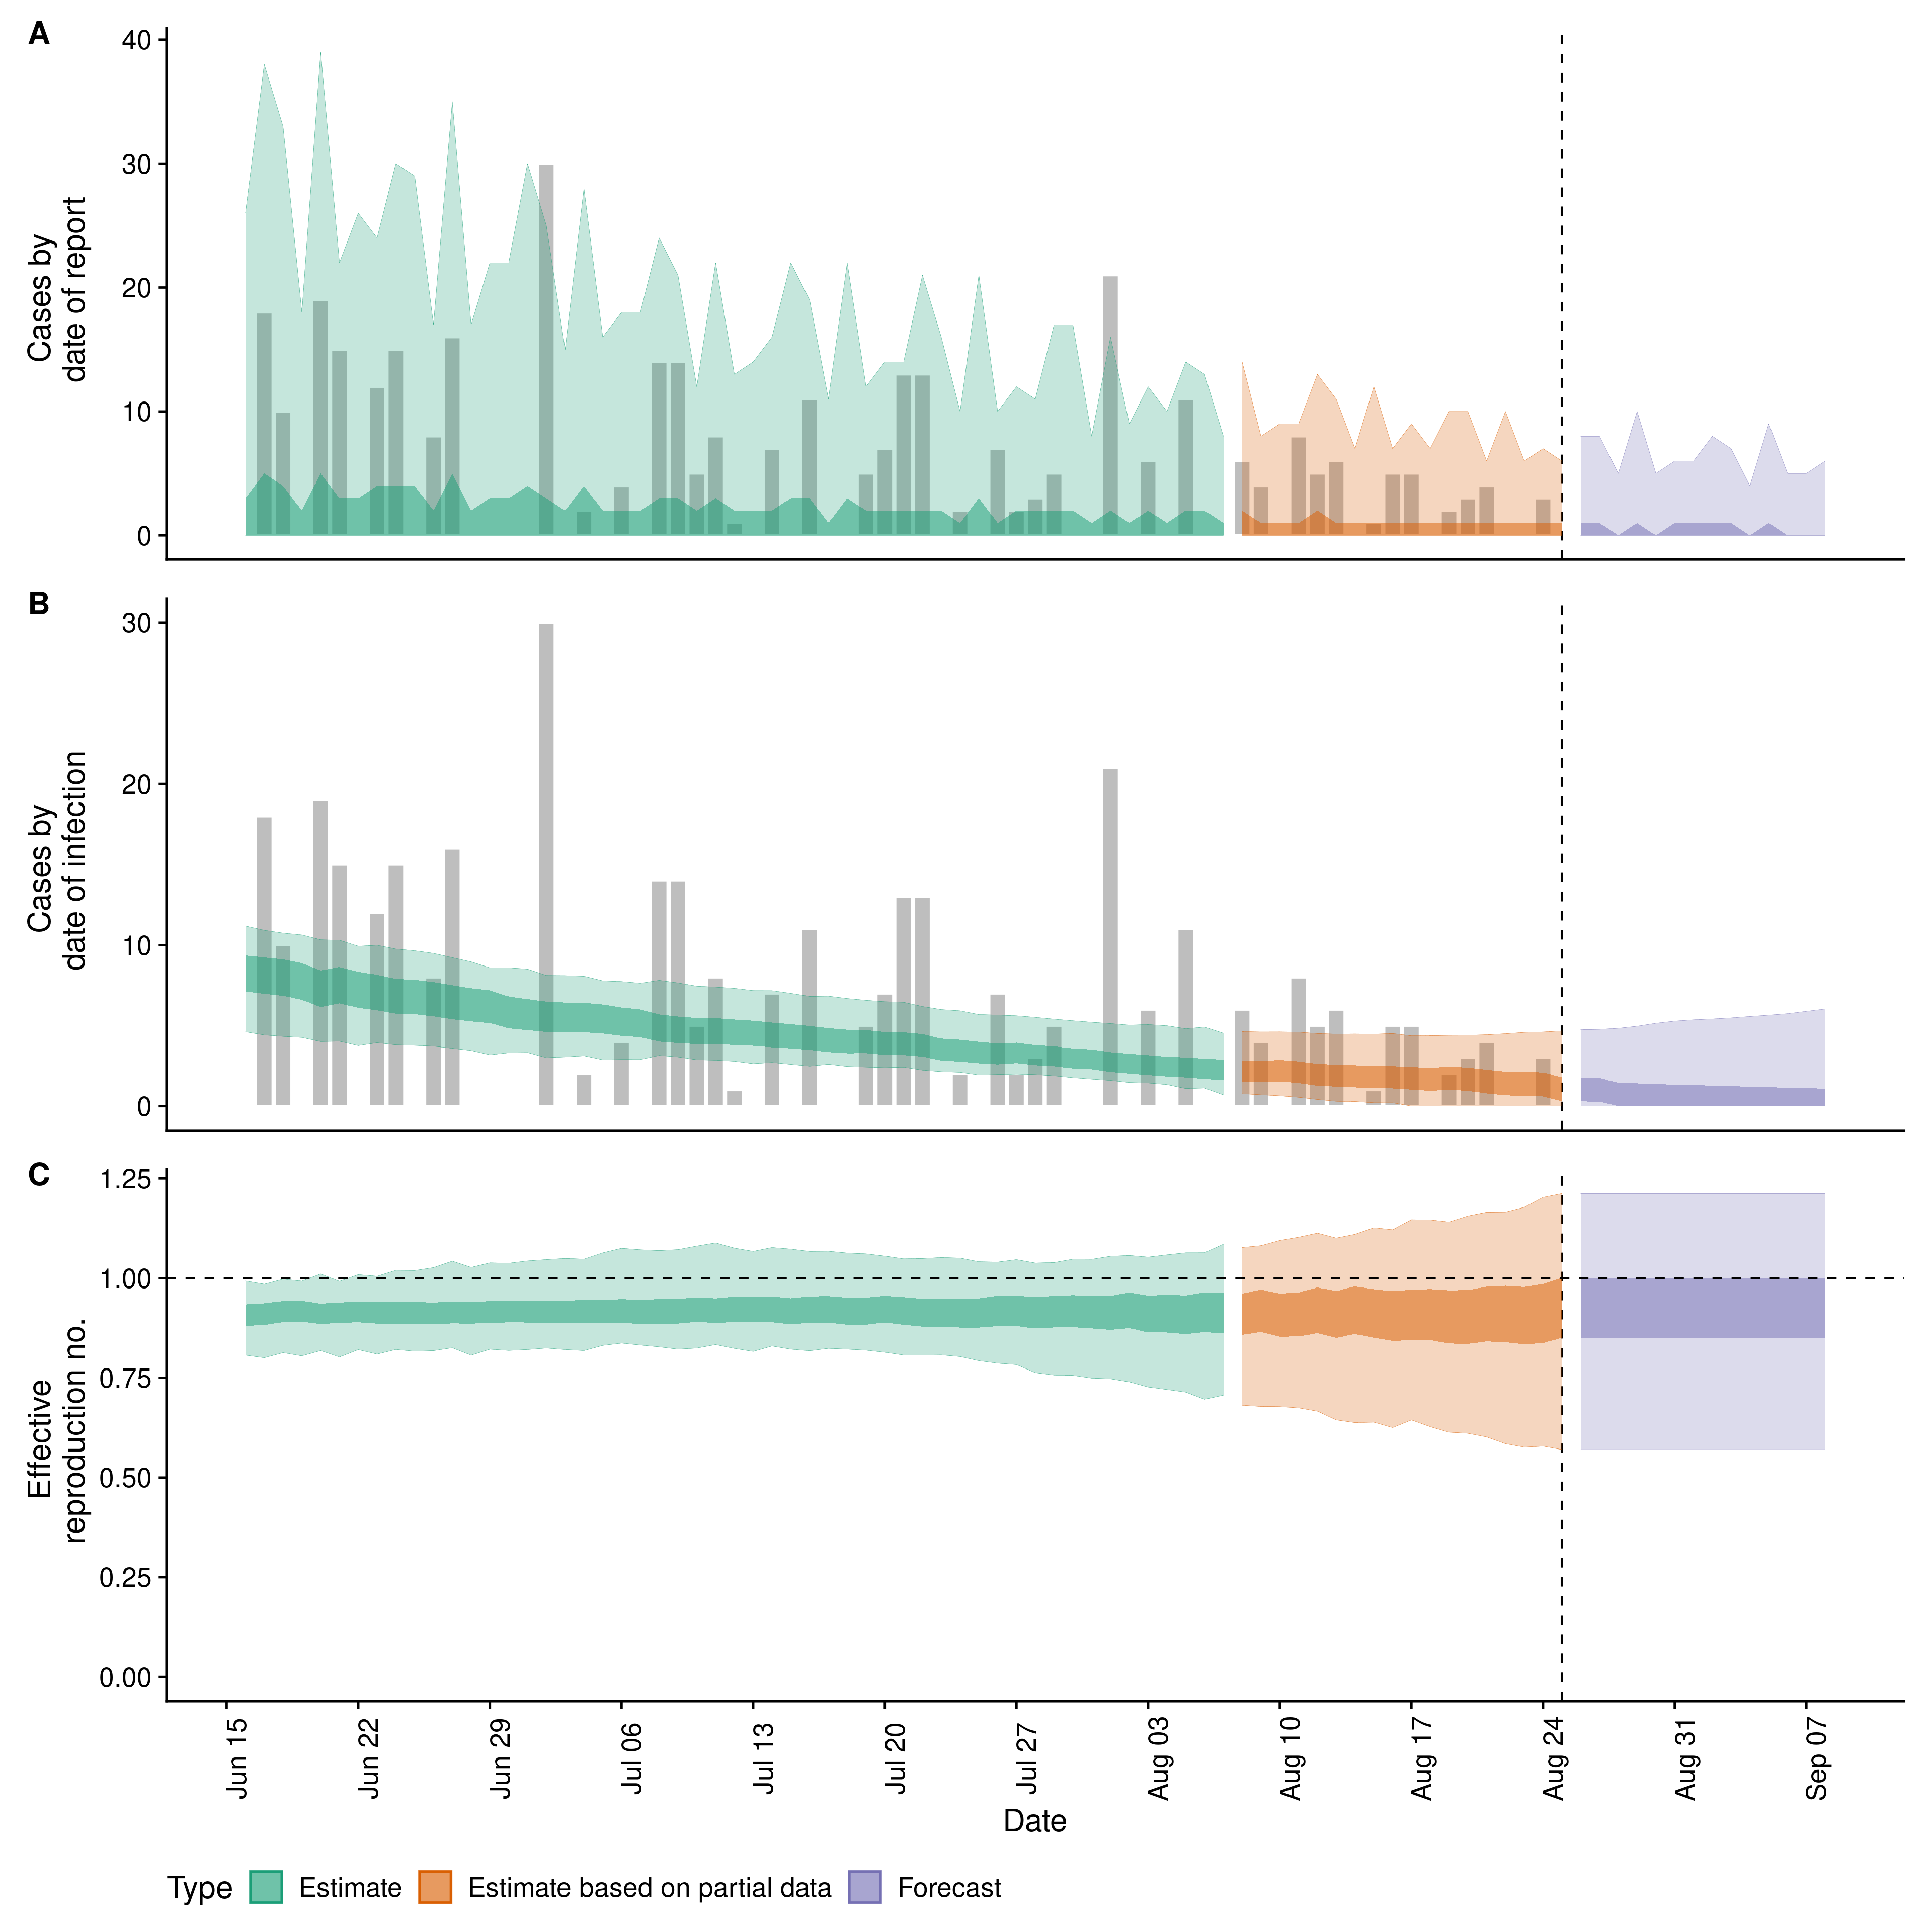 A
Cases by
date of report
40
30
20
10
0
B
Cases by
date of infection
30
20
10
0
C
Effective
reproduction no.
1.25
1.00
0.75
0.50
0.25
0.00
Jun 15
Jun 22
Jun 29
Jul 06
Jul 13
Jul 20
Jul 27
Aug 03
Aug 10
Aug 17
Aug 24
Aug 31
Sep 07
Date
Type Estimate Estimate based on partial data Forecast